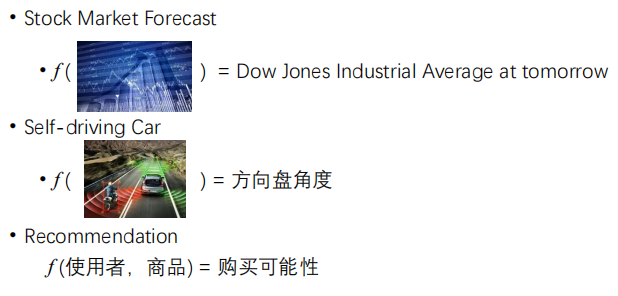 • Stock Market Forecast
• f( ) = Dow Jones Industrial Average at tomorrow
• Self-driving Car
• f( ) = 方向盘角度
• Recommendation
f(使用者，商品) = 购买可能性